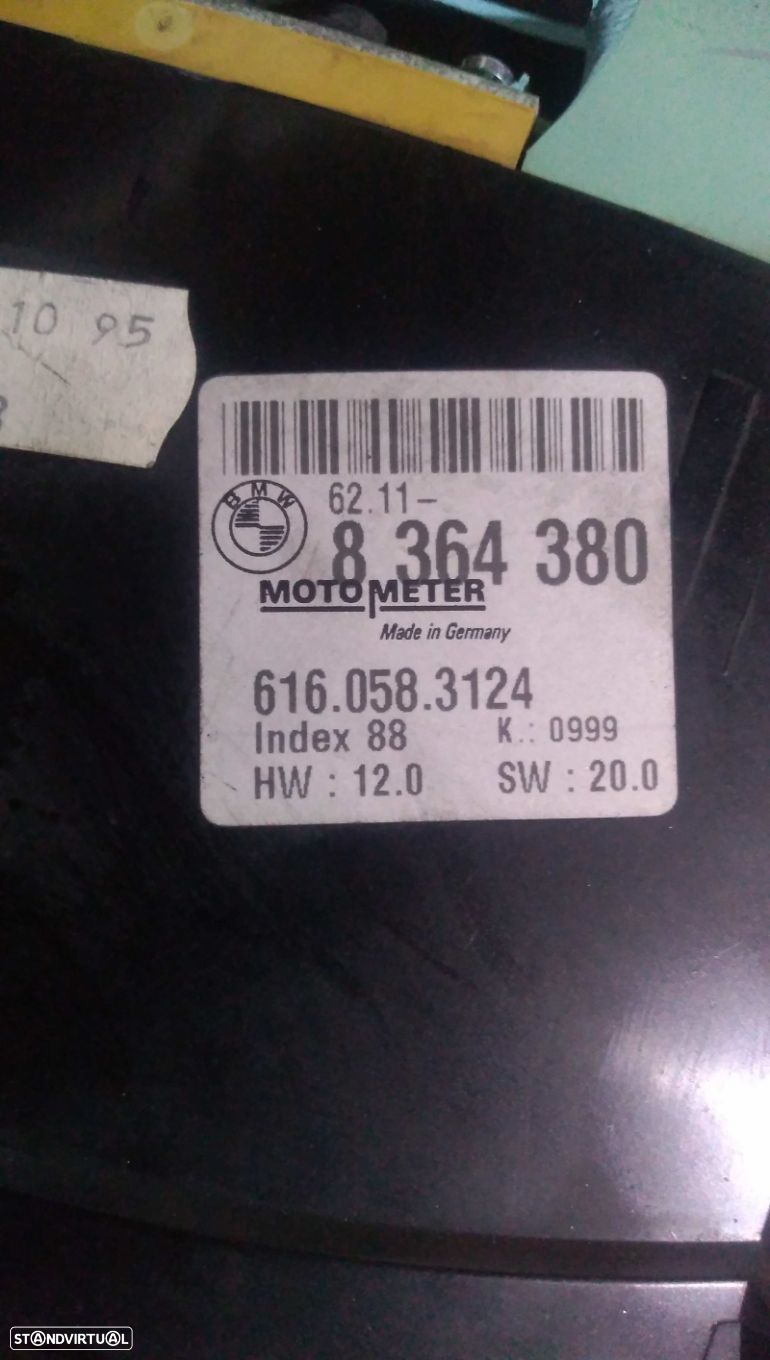 10 95
BMW
62.11-
8 364 380
MOTOMETER
Made in Germany
616.058.3124
Index 88 K.: 0999
HW : 12.0 SW : 20.0
STANDVIRTUAL